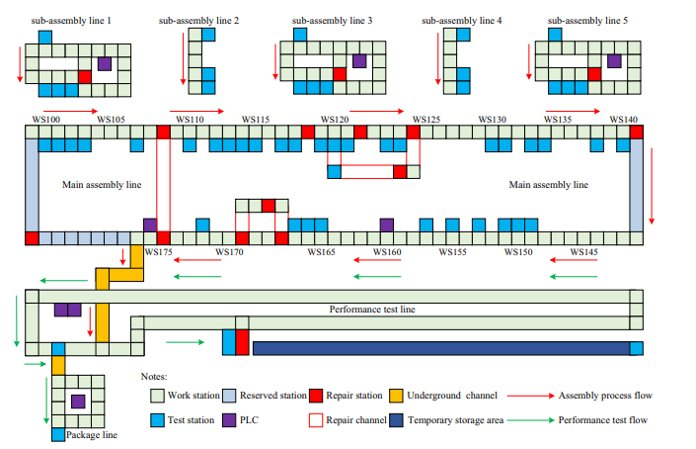 sub-assembly line 1 sub-assembly line 2 sub-assembly line 3 sub-assembly line 4 sub-assembly line 5
WS100 WS105 WS110 WS115 WS120 WS125 WS130 WS135 WS140
Main assembly line Main assembly line
WS175 WS170 WS165 WS160 WS155 WS150 WS145
Performance test line
Notes:
Work station Reserved station Repair station Underground channel Assembly process flow
Test station PLC Repair channel Temporary storage area Performance test flow
Package line